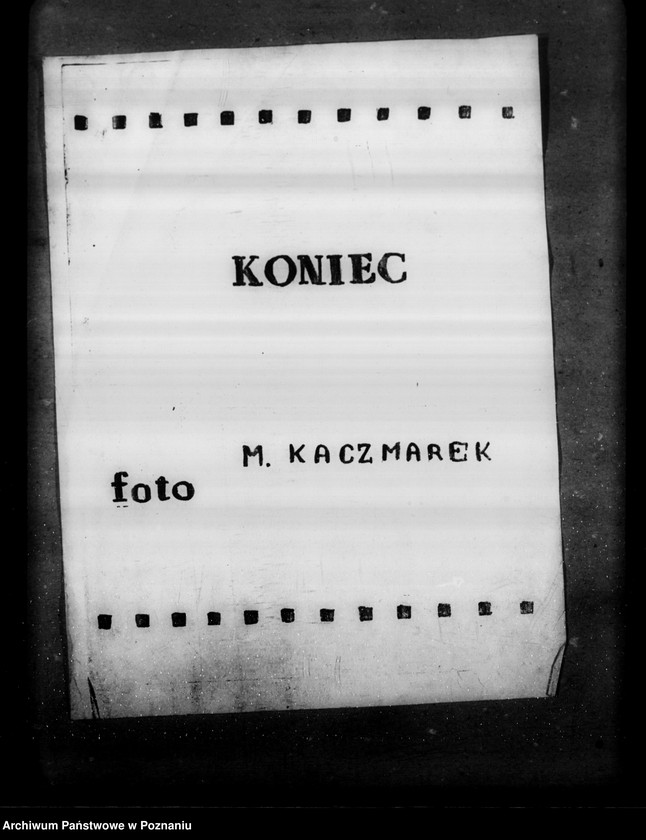 KONIEC
M. KACZMAREK
foto
Archiwum Państwowe w Poznaniu